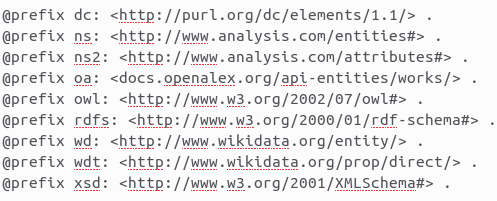 @prefix dc: <http://purl.org/dc/elements/1.1/> .
@prefix ns: <http://www.analysis.com/entities#> .
@prefix ns2: <http://www.analysis.com/attributes#> .
@prefix oa: <docs.openalex.org/api-entities/works/> .
@prefix owl: <http://www.w3.org/2002/07/owl#> .
@prefix rdfs: <http://www.w3.org/2000/01/rdf-schema#> .
@prefix wd: <http://www.wikidata.org/entity/> .
@prefix wdt: <http://www.wikidata.org/prop/direct/> .
@prefix xsd: <http://www.w3.org/2001/XMLSchema#> .